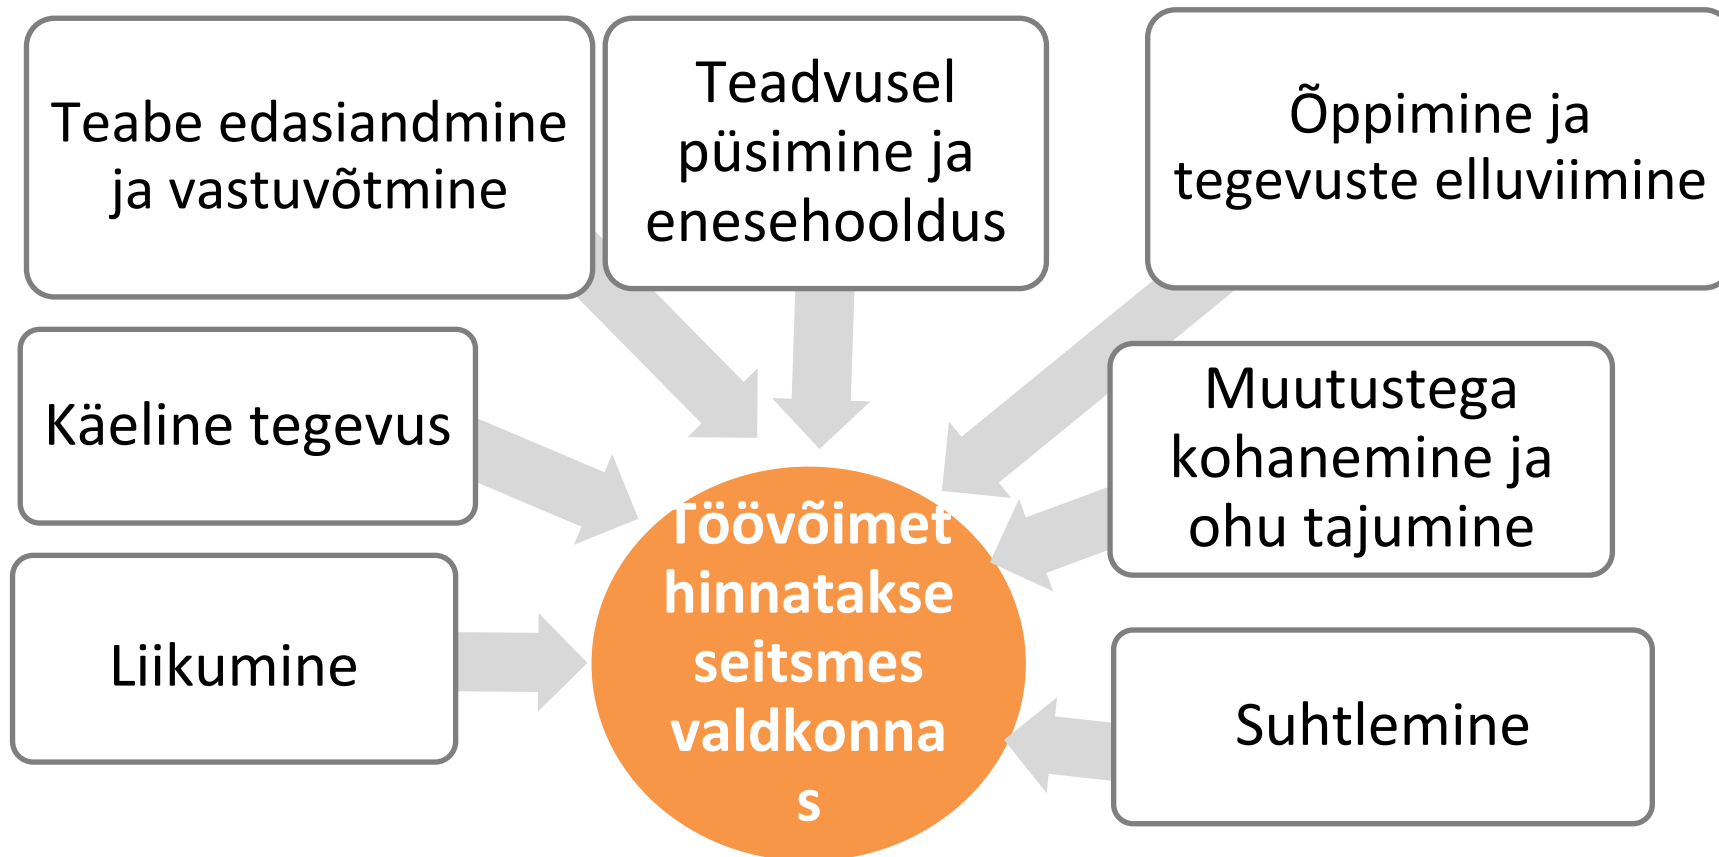 Teabe edasiandmine
ja vastuvõtmine
Teadvusel
püsimine ja
enesehooldus
Õppimine ja
tegevuste elluviimine
Käeline tegevus
Muutustega
kohanemine ja
ohu tajumine
Liikumine
Töövõimet
hinnatakse
seitsmes
valdkonna
s
Suhtlemine